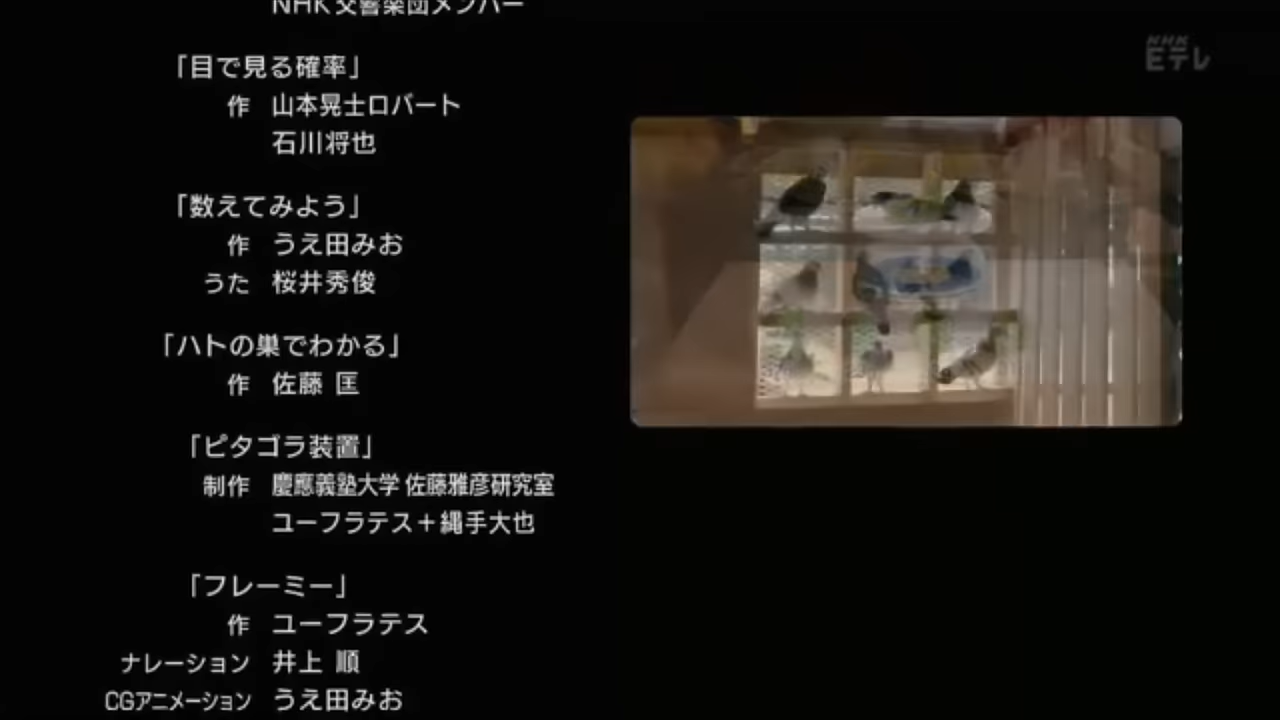 NHK交響楽団メンバー
「目で見る確率」
作 山本晃士ロバート
石川将也
「数えてみよう」
作 うえ田みお
うた 桜井秀俊
「ハトの巣でわかる」
作 佐藤 匡
「ピタゴラ装置」
制作 慶應義塾大学 佐藤雅彦研究室
ユーフラテス+縄手大也
「フレーミー」
作 ユーフラテス
ナレーション 井上 順
CGアニメーション うえ田みお
NHK
Eテレ